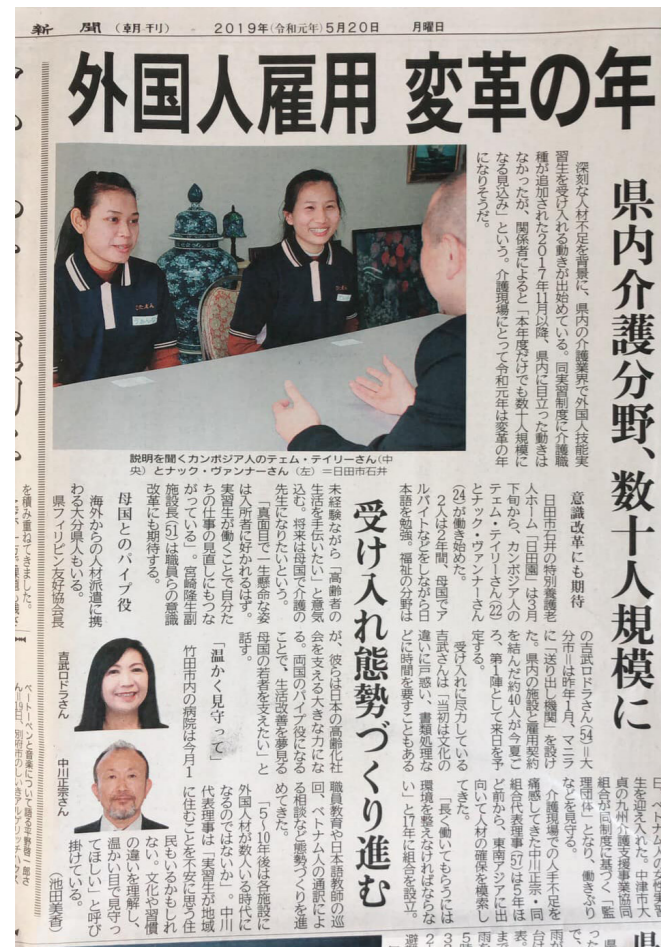 新聞 (朝刊) 2019年(令和元年)5月20日 月曜日
外国人雇用 変革の年
県内介護分野、数十人規模に
深刻な人材不足を背景に、県内の介護業界で外国人技能実
習生を受け入れる動きが出始めている。同実習制度に介護職
種が追加された2017年11月以降、県内に目立った動きは
なかったが、関係者によると「本年度だけでも数十人規模に
なる見込み」という。介護現場にとって令和元年は変革の年
になりそうだ。
説明を聞くカンボジア人のテェム・テイリーさん(中
央)とナック・ヴァンナーさん(左)=日田市石井
受け入れ態勢づくり進む
意識改革にも期待
日田市石井の特別養護老
人ホーム「日田園」は3月
下旬から、カンボジア人の
テェム・テイリーさん(22)
とナック・ヴァンナーさん
(24)が働き始めた。
2人は2年間、母国でア
ルバイトなどをしながら日
本語を勉強。福祉の分野は
未経験ながら「高齢者の
生活を手伝いたい」と意気
込む。将来は母国で介護の
先生になりたいという。
「真面目で一生懸命な姿
は入所者に好かれるはず。
実習生が働くことで自分た
ちの仕事の見直しにもつな
がっている」。宮崎隆生副
施設長(51)は職員らの意識
改革にも期待する。
母国とのパイプ役
海外からの人材派遣に携
わる大分県人もいる。
県フィリピン友好協会長
の吉武ロドラさん(54)=大
分市=は昨年1月、マニラ
に「送り出し機関」を設け
た。県内の施設と雇用契約
を結んだ約40人が今夏ご
ろ、第1陣として来日を予
定する。
受け入れに尽力している
吉武さんは「当初は文化の
違いに戸惑い、書類処理な
どに時間を要することもある
が、彼らは日本の高齢化社
会を支える大きな力にな
る。両国のパイプ役になる
ことで、生活改善を夢見る
母国の若者を支えたい」と
話す。
「温かく見守って」
竹田市内の病院は今月1
日、ベトナム人の女性実習
生を迎え入れた。中津市大
貞の九州介護支援事業協同
組合が同制度に基づく「監
理団体」となり、働きぶり
などを見守る。
介護現場での人手不足を
痛感してきた中川正宗・同
組合代表理事(57)は5年ほ
ど前から、東南アジアに出
向いて人材の確保を模索し
てきた。
「長く働いてもらうには
環境を整えなければならな
い」と17年に組合を設立。
職員教育や日本語教師の巡
回、ベトナム人の通訳によ
る相談など態勢づくりを進
めてきた。
「5〜10年後は各施設に
外国人材が数人いる時代に
なるのではないか」。中川
代表理事は「実習生が地域
に住むことを不安に思う住
民もいるかもしれ
ない。文化や習慣
の違いを理解し、
温かい目で見守っ
てほしい」と呼び
掛けている。
(池田美香)
吉武ロドラさん
中川正宗さん
を積み重ねてきました。